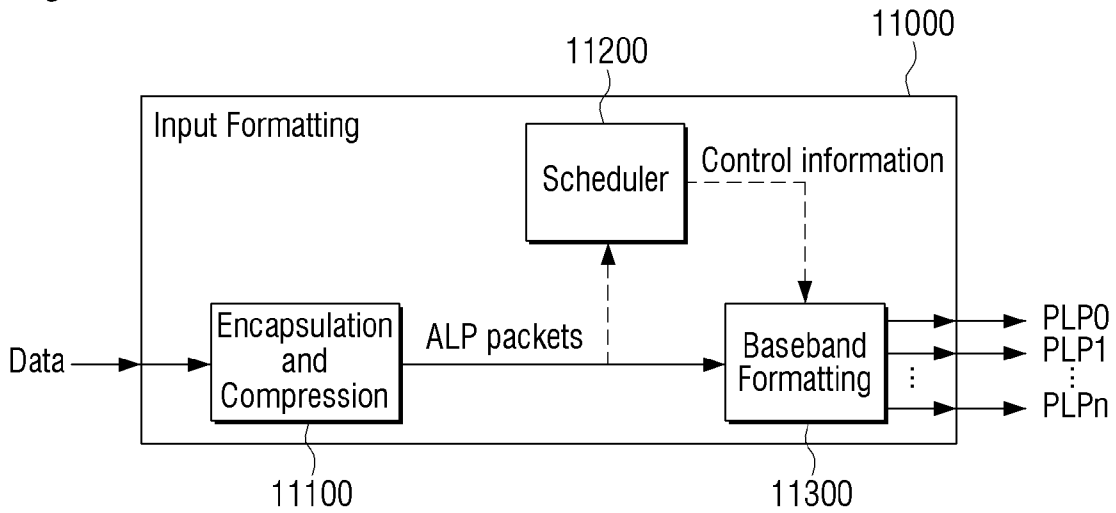 11000
11200
Input Formatting
Scheduler
Control information
Encapsulation
and
Compression
ALP packets
Baseband
Formatting
Data
PLP0
PLP1
⋮
⋮
PLPn
11100
11300